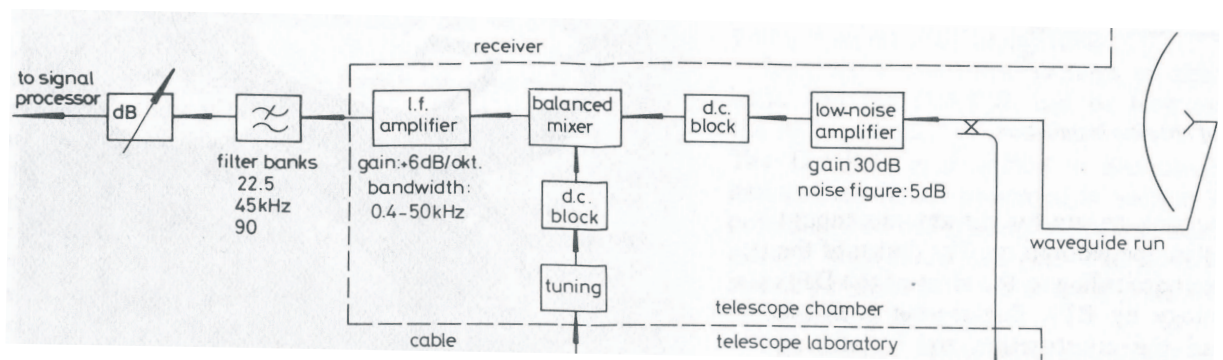 receiver
to signal
processor
dB
filter banks
22.5
45kHz
90
l.f.
amplifier
gain:+6dB/okt.
bandwidth:
0.4-50kHz
balanced
mixer
d.c.
block
tuning
d.c.
block
low-noise
amplifier
gain 30dB
noise figure:5dB
waveguide run
telescope chamber
cable
telescope laboratory